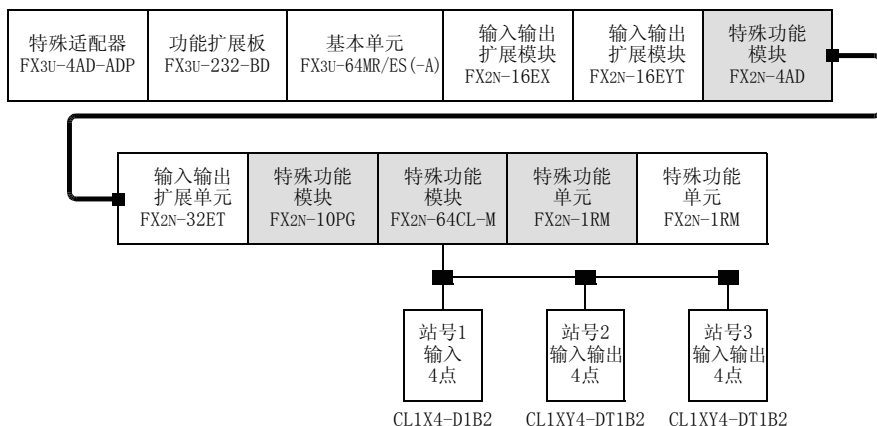 特殊适配器
FX3U-4AD-ADP
功能扩展板
FX3U-232-BD
基本单元
FX3U-64MR/ES(-A)
输入输出
扩展模块
FX2N-16EX
输入输出
扩展模块
FX2N-16EYT
特殊功能
模块
FX2N-4AD
输入输出
扩展单元
FX2N-32ET
特殊功能
模块
FX2N-10PG
特殊功能
模块
FX2N-64CL-M
特殊功能
单元
FX2N-1RM
特殊功能
单元
FX2N-1RM
站号1
输入
4点
站号2
输入输出
4点
站号3
输入输出
4点
CL1X4-D1B2
CL1XY4-DT1B2
CL1XY4-DT1B2